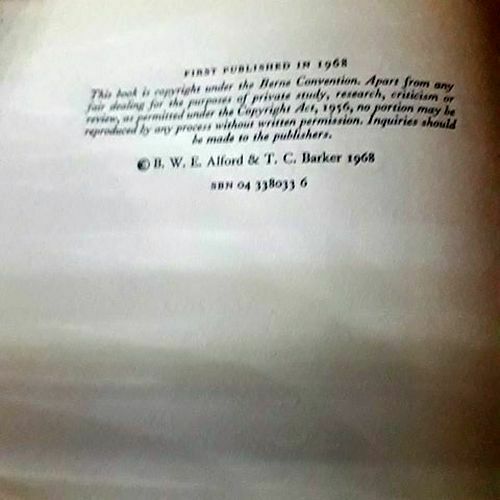 FIRST PUBLISHED IN 1968
This book is copyright under the Berne Convention. Apart from any
fair dealing for the purposes of private study, research, criticism or
review, as permitted under the Copyright Act, 1956, no portion may be
reproduced by any process without written permission. Inquiries should
be made to the publishers.
© B. W. E. Alford & T. C. Barker 1968
SBN 04 338033 6